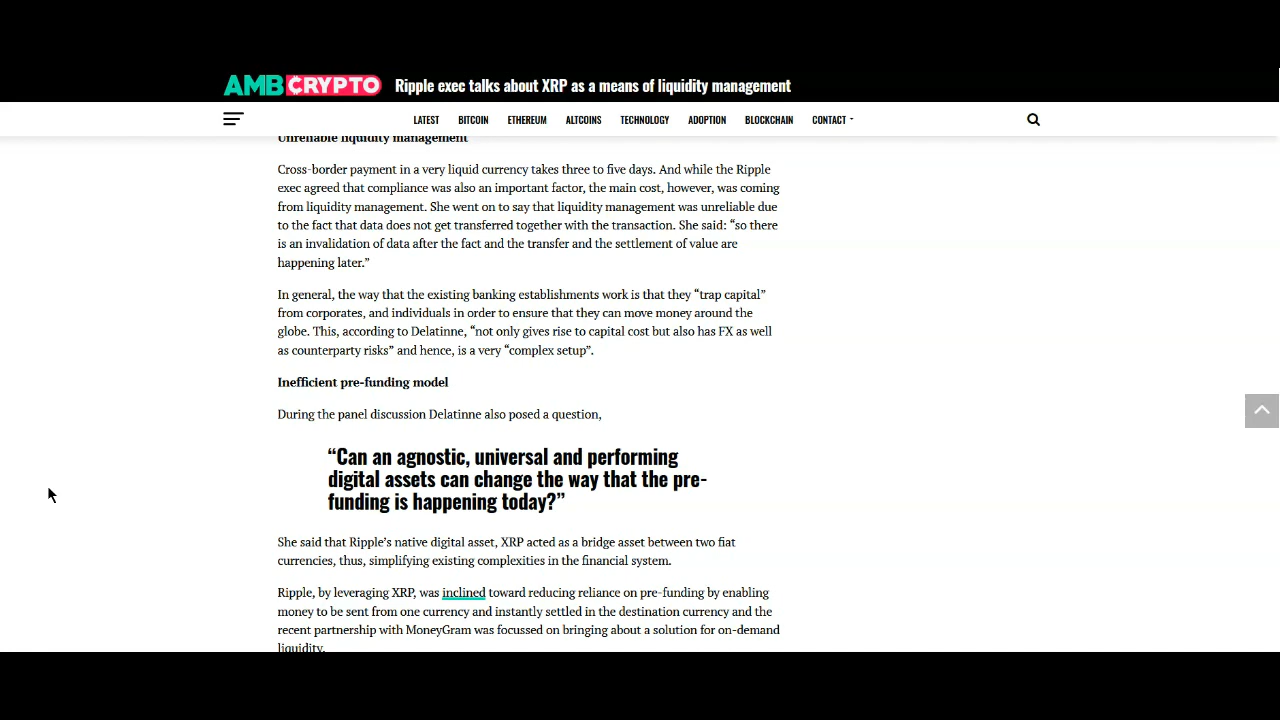 AMBCRYPTO
Ripple exec talks about XRP as a means of liquidity management
LATEST BITCOIN ETHEREUM ALTCOINS TECHNOLOGY ADOPTION BLOCKCHAIN CONTACT
Unreliable liquidity management
Cross-border payment in a very liquid currency takes three to five days. And while the Ripple
exec agreed that compliance was also an important factor, the main cost, however, was coming
from liquidity management. She went on to say that liquidity management was unreliable due
to the fact that data does not get transferred together with the transaction. She said: “so there
is an invalidation of data after the fact and the transfer and the settlement of value are
happening later.”
In general, the way that the existing banking establishments work is that they “trap capital”
from corporates, and individuals in order to ensure that they can move money around the
globe. This, according to Delatinne, “not only gives rise to capital cost but also has FX as well
as counterparty risks” and hence, is a very “complex setup”.
Inefficient pre-funding model
During the panel discussion Delatinne also posed a question,
“Can an agnostic, universal and performing
digital assets can change the way that the pre-
funding is happening today?”
She said that Ripple’s native digital asset, XRP acted as a bridge asset between two fiat
currencies, thus, simplifying existing complexities in the financial system.
Ripple, by leveraging XRP, was inclined toward reducing reliance on pre-funding by enabling
money to be sent from one currency and instantly settled in the destination currency and the
recent partnership with MoneyGram was focussed on bringing about a solution for on-demand
liquidity.